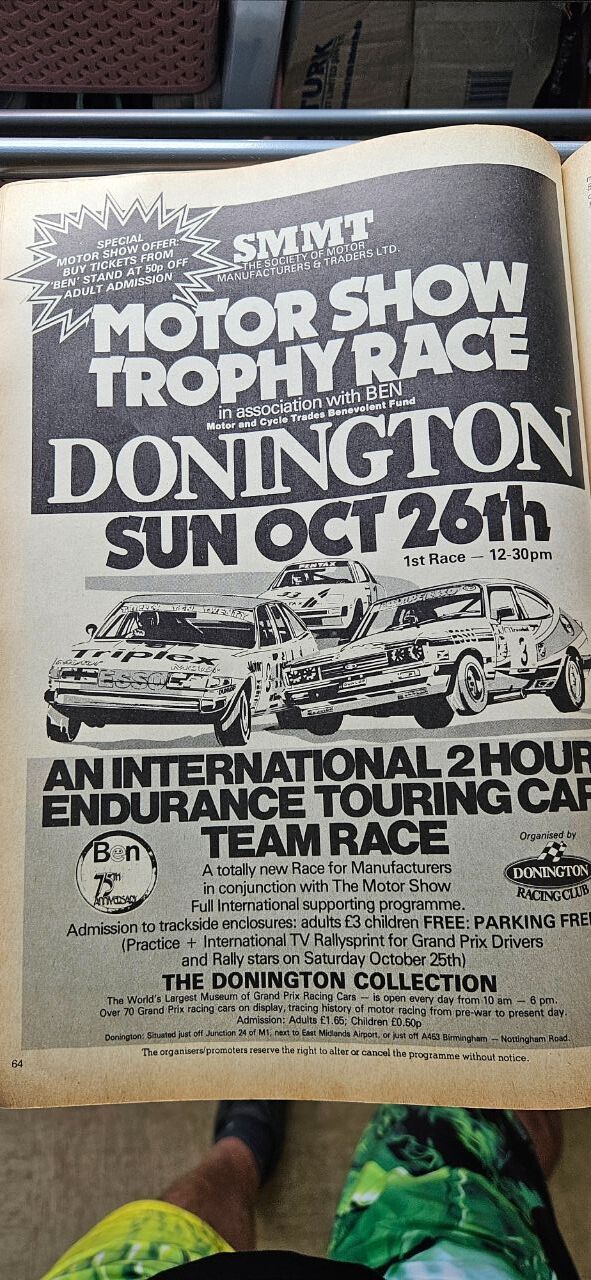 TURK
SPECIAL
MOTOR SHOW OFFER:
BUY TICKETS FROM
'BEN' STAND AT 50p OFF
ADULT ADMISSION
SMMT
THE SOCIETY OF MOTOR
MANUFACTURERS & TRADERS LTD.
MOTOR SHOW
TROPHY RACE
in association with BEN
Motor and Cycle Trades Benevolent Fund
DONINGTON
SUN OCT 26th
1st Race — 12-30pm
PENTAX
33
Triplex
ESSO
3
AN INTERNATIONAL 2 HOUR
ENDURANCE TOURING CAR
TEAM RACE
Ben
75th
ANNIVERSARY
Organised by
DONINGTON
RACING CLUB
A totally new Race for Manufacturers
in conjunction with The Motor Show
Full International supporting programme.
Admission to trackside enclosures: adults £3 children FREE: PARKING FRE
(Practice + International TV Rallysprint for Grand Prix Drivers
and Rally stars on Saturday October 25th)
THE DONINGTON COLLECTION
The World's Largest Museum of Grand Prix Racing Cars — is open every day from 10 am — 6 pm.
Over 70 Grand Prix racing cars on display, tracing history of motor racing from pre-war to present day.
Admission: Adults £1.65; Children £0.50p
Donington: Situated just off Junction 24 of M1, next to East Midlands Airport, or just off A453 Birmingham — Nottingham Road.
The organisers/promoters reserve the right to alter or cancel the programme without notice.
64